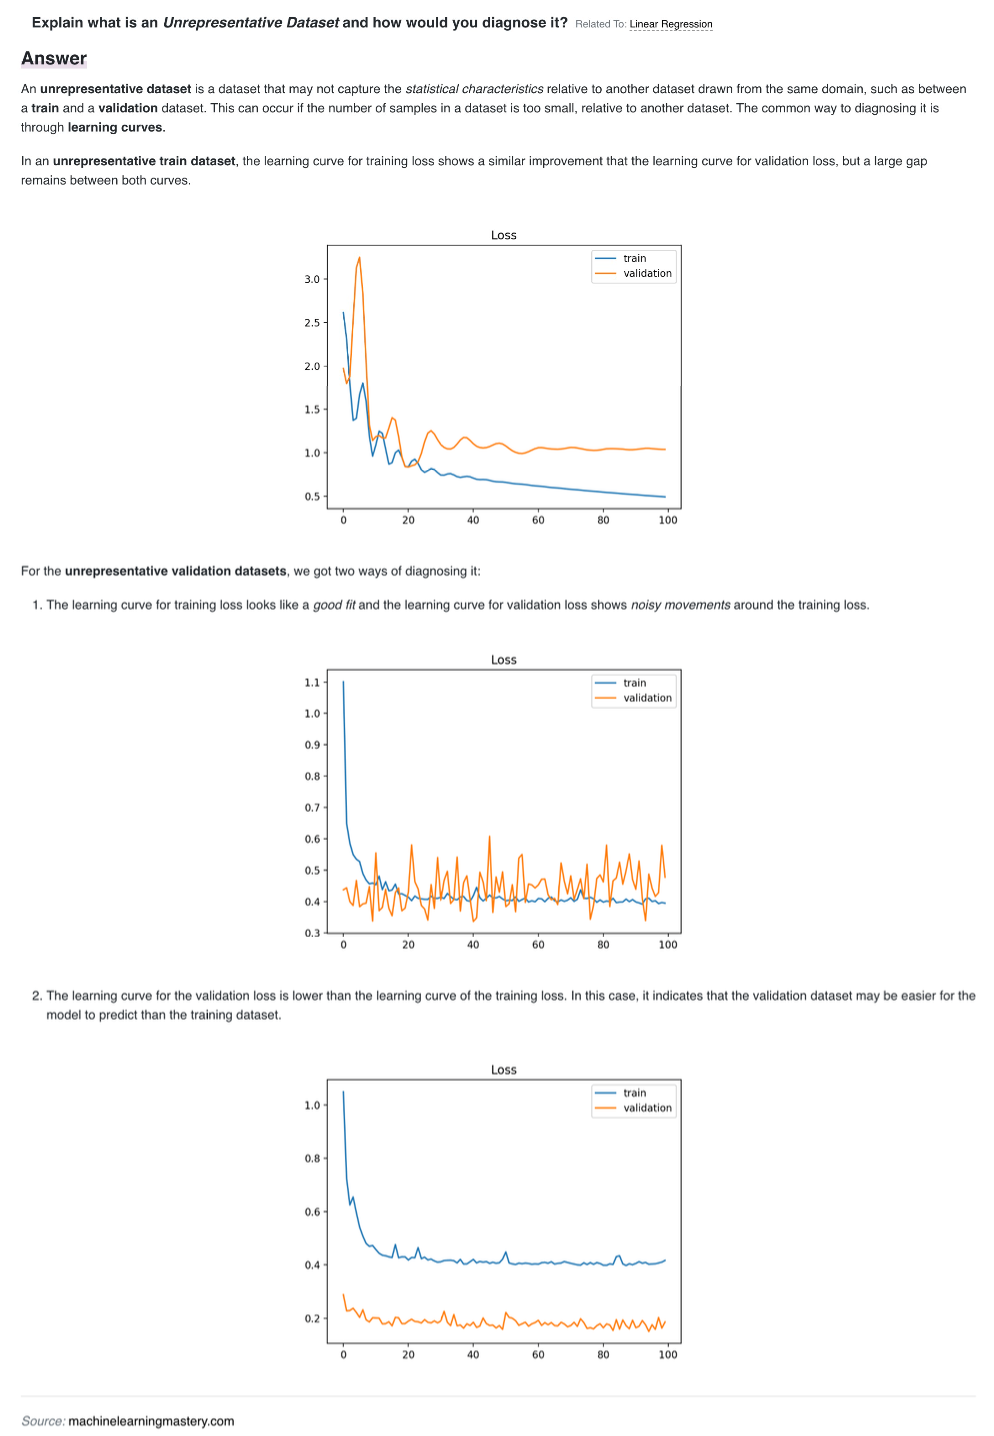 Explain what is an Unrepresentative Dataset and how would you diagnose it? Related To: Linear Regression
Answer
An unrepresentative dataset is a dataset that may not capture the statistical characteristics relative to another dataset drawn from the same domain, such as between
a train and a validation dataset. This can occur if the number of samples in a dataset is too small, relative to another dataset. The common way to diagnosing it is
through learning curves.
In an unrepresentative train dataset, the learning curve for training loss shows a similar improvement that the learning curve for validation loss, but a large gap
remains between both curves.
Loss
train
validation
3.0
2.5
2.0
1.5
1.0
0.5
0 20 40 60 80 100
For the unrepresentative validation datasets, we got two ways of diagnosing it:
1. The learning curve for training loss looks like a good fit and the learning curve for validation loss shows noisy movements around the training loss.
Loss
train
validation
1.1
1.0
0.9
0.8
0.7
0.6
0.5
0.4
0.3
0 20 40 60 80 100
2. The learning curve for the validation loss is lower than the learning curve of the training loss. In this case, it indicates that the validation dataset may be easier for the
model to predict than the training dataset.
Loss
train
validation
1.0
0.8
0.6
0.4
0.2
0 20 40 60 80 100
Source: machinelearningmastery.com